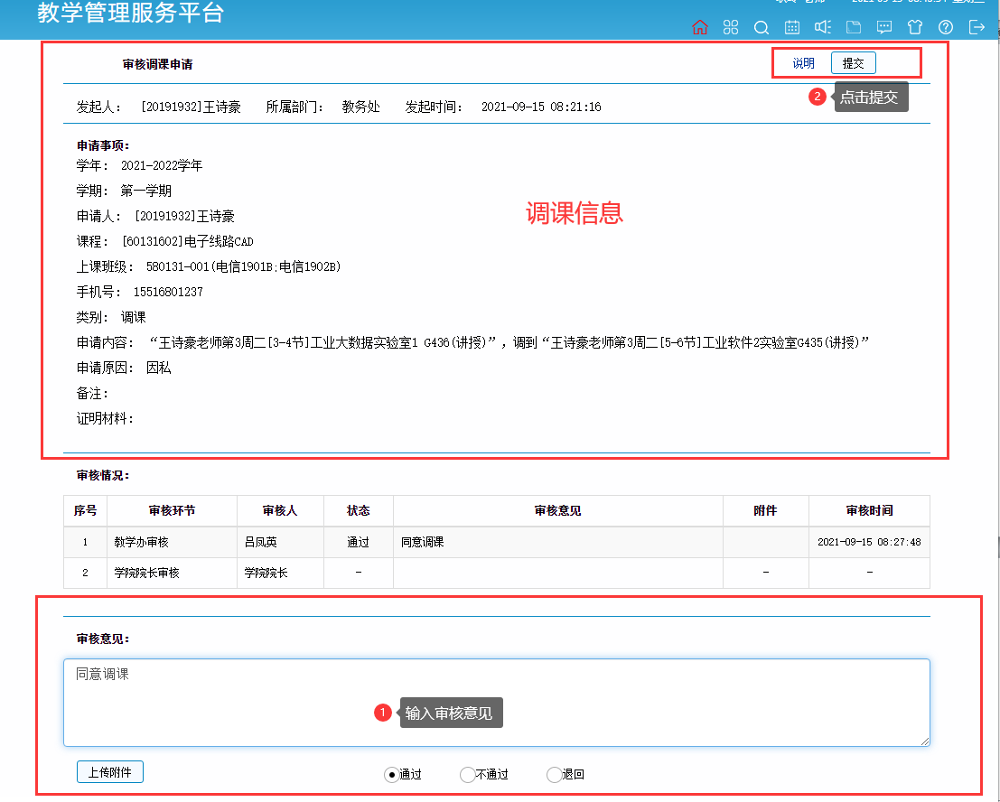 教学管理服务平台
审核调课申请
说明 提交
2 点击提交
发起人: [20191932]王诗豪 所属部门: 教务处 发起时间: 2021-09-15 08:21:16
申请事项:
学年: 2021-2022学年
学期: 第一学期
申请人: [20191932]王诗豪
调课信息
课程: [60131602]电子线路CAD
上课班级: 580131-001(电信1901B;电信1902B)
手机号: 15516801237
类别: 调课
申请内容: “王诗豪老师第3周二[3-4节]工业大数据实验室1 G436(讲授)”，调到“王诗豪老师第3周二[5-6节]工业软件2实验室G435(讲授)”
申请原因: 因私
备注:
证明材料:
审核情况:
序号 审核环节 审核人 状态 审核意见 附件 审核时间
1 教学办审核 吕凤英 通过 同意调课 2021-09-15 08:27:48
2 学院院长审核 学院院长 - - -
审核意见:
同意调课
1 输入审核意见
上传附件 通过 不通过 退回